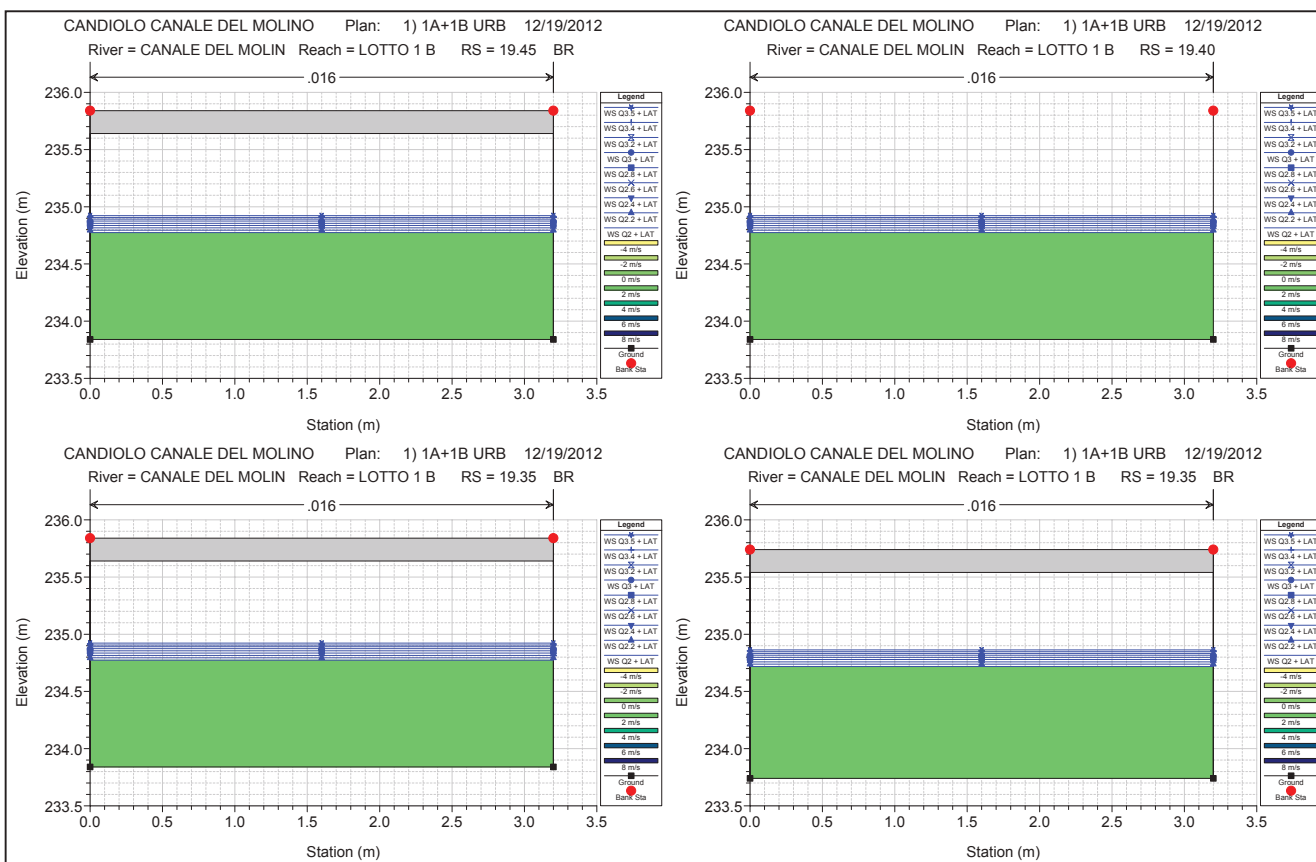 CANDIOLO CANALE DEL MOLINO Plan: 1) 1A+1B URB 12/19/2012
River = CANALE DEL MOLIN Reach = LOTTO 1 B RS = 19.45 BR
.016
236.0
235.5
235.0
234.5
234.0
233.5
Elevation (m)
0.0 0.5 1.0 1.5 2.0 2.5 3.0 3.5
Station (m)
Legend
WS Q3.5 + LAT
WS Q3.4 + LAT
WS Q3.2 + LAT
WS Q3 + LAT
WS Q2.8 + LAT
WS Q2.6 + LAT
WS Q2.4 + LAT
WS Q2.2 + LAT
WS Q2 + LAT
-4 m/s
-2 m/s
0 m/s
2 m/s
4 m/s
6 m/s
8 m/s
Ground
Bank Sta
CANDIOLO CANALE DEL MOLINO Plan: 1) 1A+1B URB 12/19/2012
River = CANALE DEL MOLIN Reach = LOTTO 1 B RS = 19.40
.016
236.0
235.5
235.0
234.5
234.0
233.5
Elevation (m)
0.0 0.5 1.0 1.5 2.0 2.5 3.0 3.5
Station (m)
Legend
WS Q3.5 + LAT
WS Q3.4 + LAT
WS Q3.2 + LAT
WS Q3 + LAT
WS Q2.8 + LAT
WS Q2.6 + LAT
WS Q2.4 + LAT
WS Q2.2 + LAT
WS Q2 + LAT
-4 m/s
-2 m/s
0 m/s
2 m/s
4 m/s
6 m/s
8 m/s
Ground
Bank Sta
CANDIOLO CANALE DEL MOLINO Plan: 1) 1A+1B URB 12/19/2012
River = CANALE DEL MOLIN Reach = LOTTO 1 B RS = 19.35 BR
.016
236.0
235.5
235.0
234.5
234.0
233.5
Elevation (m)
0.0 0.5 1.0 1.5 2.0 2.5 3.0 3.5
Station (m)
Legend
WS Q3.5 + LAT
WS Q3.4 + LAT
WS Q3.2 + LAT
WS Q3 + LAT
WS Q2.8 + LAT
WS Q2.6 + LAT
WS Q2.4 + LAT
WS Q2.2 + LAT
WS Q2 + LAT
-4 m/s
-2 m/s
0 m/s
2 m/s
4 m/s
6 m/s
8 m/s
Ground
Bank Sta
CANDIOLO CANALE DEL MOLINO Plan: 1) 1A+1B URB 12/19/2012
River = CANALE DEL MOLIN Reach = LOTTO 1 B RS = 19.35 BR
.016
236.0
235.5
235.0
234.5
234.0
233.5
Elevation (m)
0.0 0.5 1.0 1.5 2.0 2.5 3.0 3.5
Station (m)
Legend
WS Q3.5 + LAT
WS Q3.4 + LAT
WS Q3.2 + LAT
WS Q3 + LAT
WS Q2.8 + LAT
WS Q2.6 + LAT
WS Q2.4 + LAT
WS Q2.2 + LAT
WS Q2 + LAT
-4 m/s
-2 m/s
0 m/s
2 m/s
4 m/s
6 m/s
8 m/s
Ground
Bank Sta